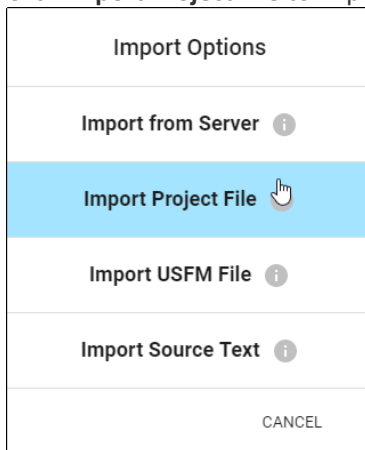 Import Options
Import from Server
Import Project File
Import USFM File
Import Source Text
CANCEL